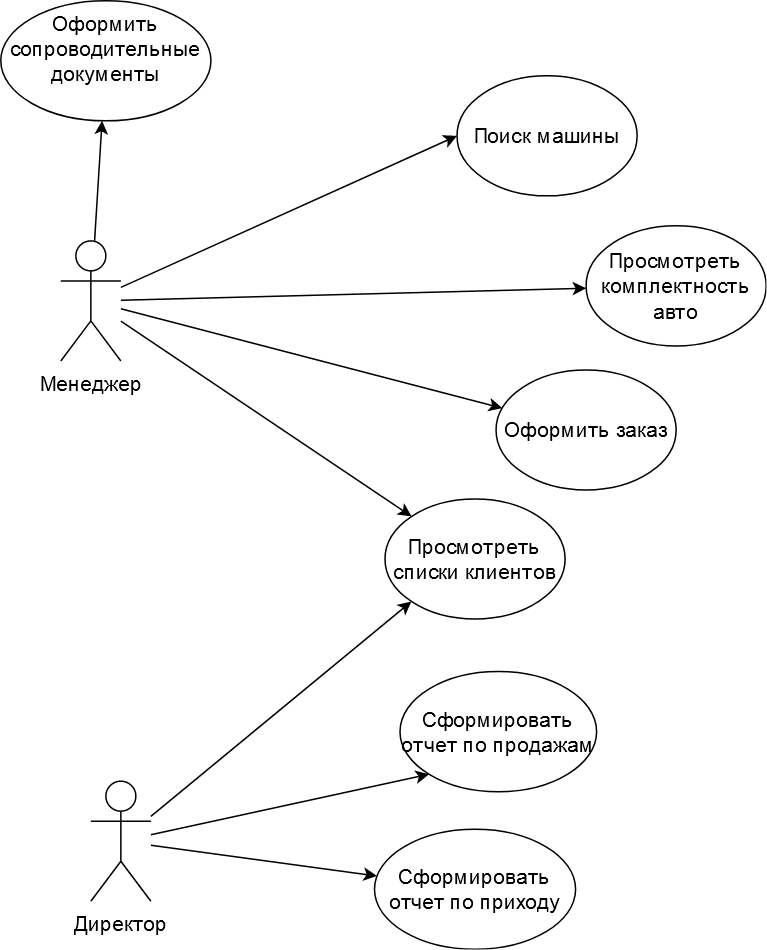 Оформить
сопроводительные
документы
Поиск машины
Просмотреть
комплектность
авто
Менеджер
Оформить заказ
Просмотреть
списки клиентов
Сформировать
отчет по продажам
Сформировать
отчет по приходу
Директор